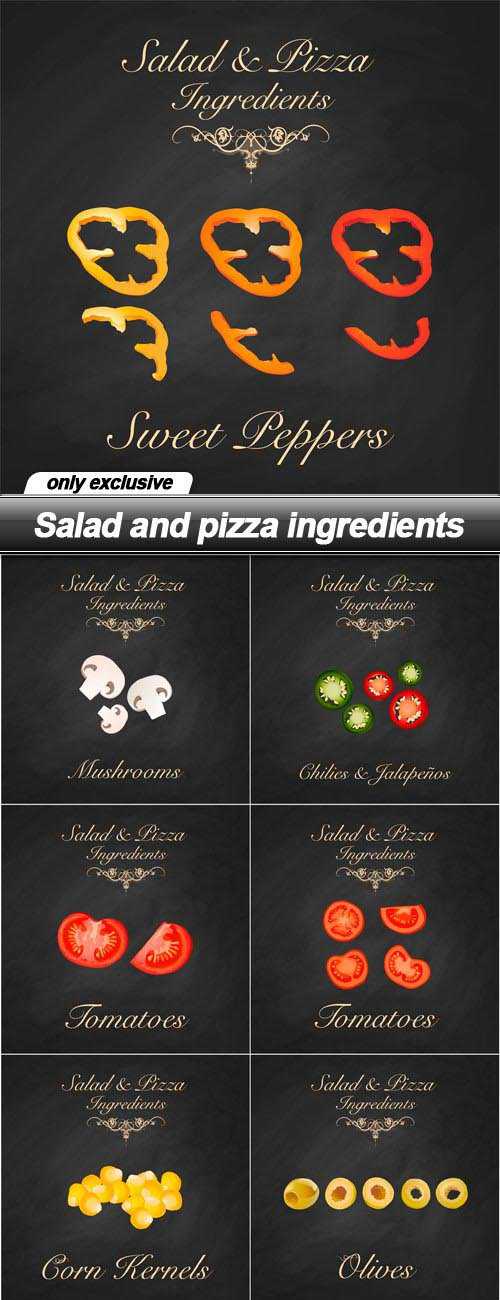 Salad & Pizza
Ingredients
Sweet Peppers
only exclusive
Salad and pizza ingredients
Salad & Pizza
Ingredients
Mushrooms
Salad & Pizza
Ingredients
Chilies & Jalapeños
Salad & Pizza
Ingredients
Tomatoes
Salad & Pizza
Ingredients
Tomatoes
Salad & Pizza
Ingredients
Corn Kernels
Salad & Pizza
Ingredients
Olives